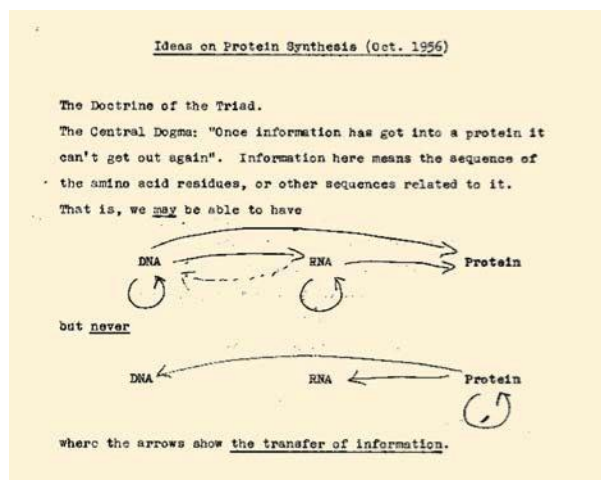 Ideas on Protein Synthesis (Oct. 1956)
The Doctrine of the Triad.
The Central Dogma: "Once information has got into a protein it
can't get out again". Information here means the sequence of
the amino acid residues, or other sequences related to it.
That is, we may be able to have
DNA RNA Protein
but never
DNA RNA Protein
where the arrows show the transfer of information.